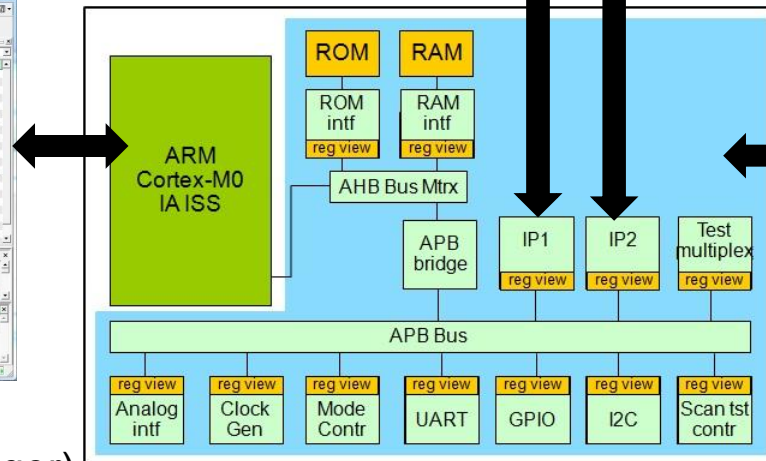 ROM
RAM
ROM
intf
reg view
RAM
intf
reg view
ARM
Cortex-M0
IA ISS
AHB Bus Mtrx
APB
bridge
IP1
reg view
IP2
reg view
Test
multiplex
reg view
APB Bus
reg view
Analog
intf
reg view
Clock
Gen
reg view
Mode
Contr
reg view
UART
reg view
GPIO
reg view
I2C
reg view
Scan tst
contr